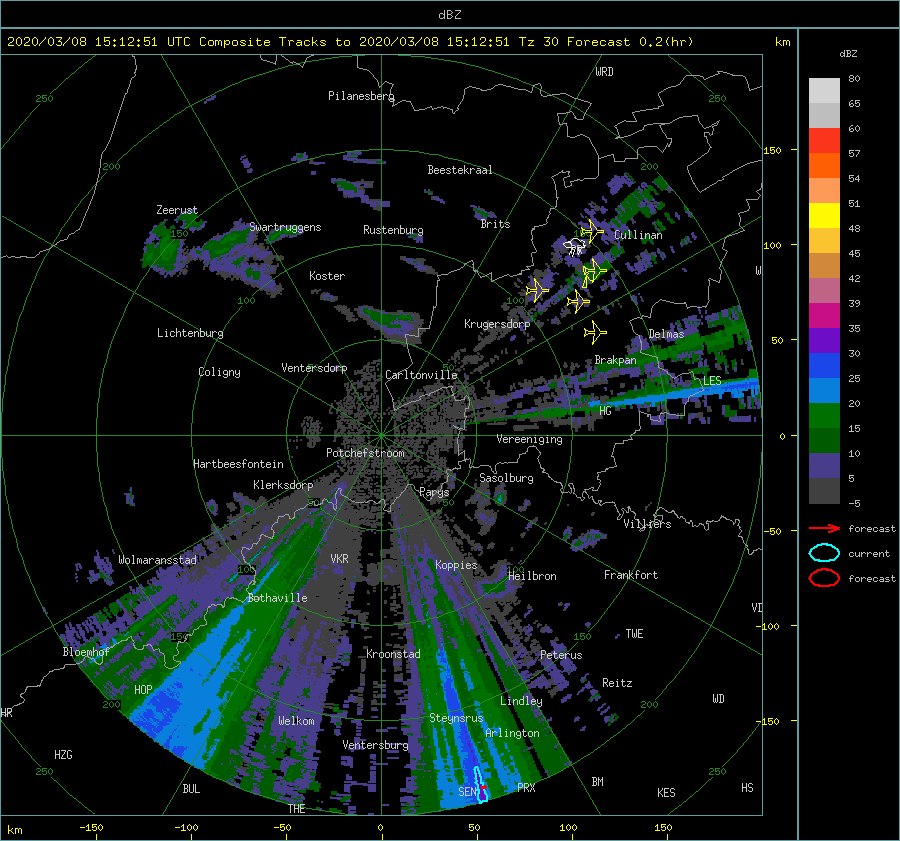 dBZ
2020/03/08 15:12:51 UTC Composite Tracks to 2020/03/08 15:12:51 Tz 30 Forecast 0.2(hr) km
dBZ
WRD
250 Pilanesberg 250
80
65
60
57
54
51
48
45
42
39
35
30
25
20
15
10
5
-5
150
200 Beestekraal 200
Zeerust
150 Swartruggens Rustenburg Brits 150 Cullinan
100
Koster W
100 100
Lichtenburg Krugersdorp Delmas
50
Coligny Ventersdorp Carltonville 50 Brakpan
LES
HG
Vereeniging 0
Potchefstroom
Hartbeesfontein
Klerksdorp Parys Sasolburg
50 50
Villiers
-50
forecast
current
forecast
Wolmaransstad VKR Koppies
100 Heilbron 100 Frankfort
Bothaville VD
-100
150 150 TWE
Bloemhof Kroonstad Peterus
HOP Reitz
200 Lindley 200 WD
HR Welkom Steynsrus -150
Arlington
HZG Ventersburg
250 250
BUL SEN PRX BM KES HS
THE
km -150 -100 -50 0 50 100 150